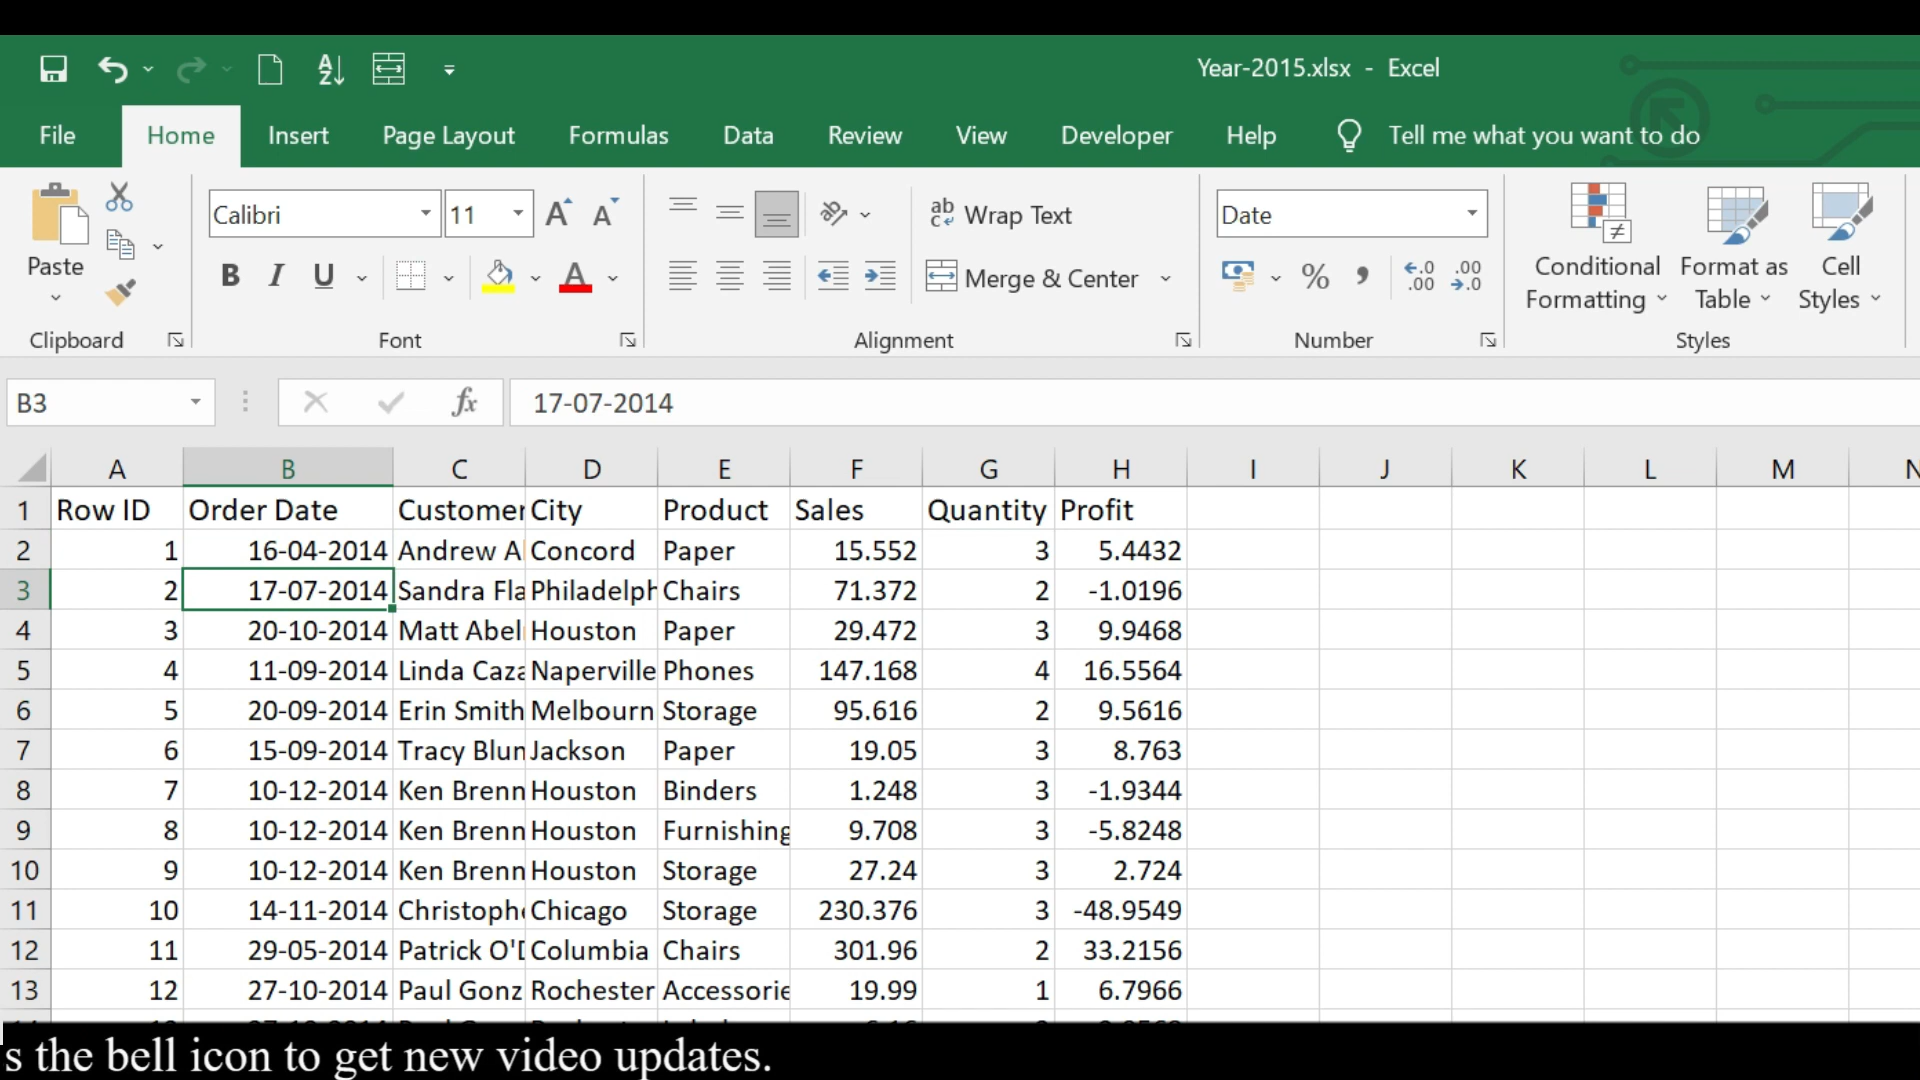 Year-2015.xlsx - Excel
File Home Insert Page Layout Formulas Data Review View Developer Help Tell me what you want to do
Calibri 11 ab Wrap Text Date
Paste B I U A Merge & Center % , Conditional Formatting Format as Table Cell Styles
Clipboard Font Alignment Number Styles
B3 fx 17-07-2014
A B C D E F G H I J K L M N
1 Row ID Order Date Customer City Product Sales Quantity Profit
2 1 16-04-2014 Andrew A Concord Paper 15.552 3 5.4432
3 2 17-07-2014 Sandra Fla Philadelph Chairs 71.372 2 -1.0196
4 3 20-10-2014 Matt Abel Houston Paper 29.472 3 9.9468
5 4 11-09-2014 Linda Caza Naperville Phones 147.168 4 16.5564
6 5 20-09-2014 Erin Smith Melbourn Storage 95.616 2 9.5616
7 6 15-09-2014 Tracy Blum Jackson Paper 19.05 3 8.763
8 7 10-12-2014 Ken Brenn Houston Binders 1.248 3 -1.9344
9 8 10-12-2014 Ken Brenn Houston Furnishing 9.708 3 -5.8248
10 9 10-12-2014 Ken Brenn Houston Storage 27.24 3 2.724
11 10 14-11-2014 Christophe Chicago Storage 230.376 3 -48.9549
12 11 29-05-2014 Patrick O'D Columbia Chairs 301.96 2 33.2156
13 12 27-10-2014 Paul Gonz Rochester Accessorie 19.99 1 6.7966
s the bell icon to get new video updates.